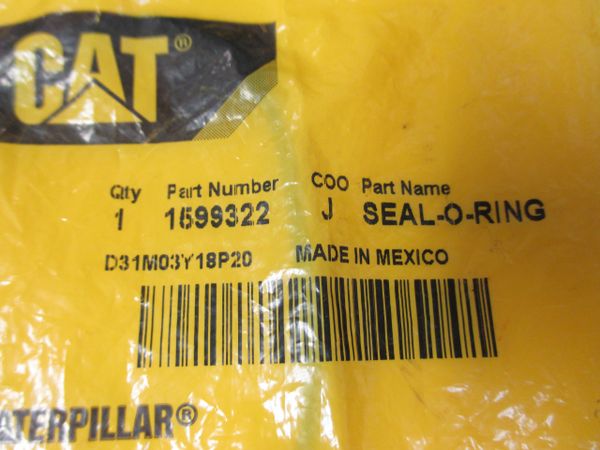 CAT®
Qty Part Number COO Part Name
1 1599322 J SEAL-O-RING
D31M03Y18P20 MADE IN MEXICO
ATERPILLAR®